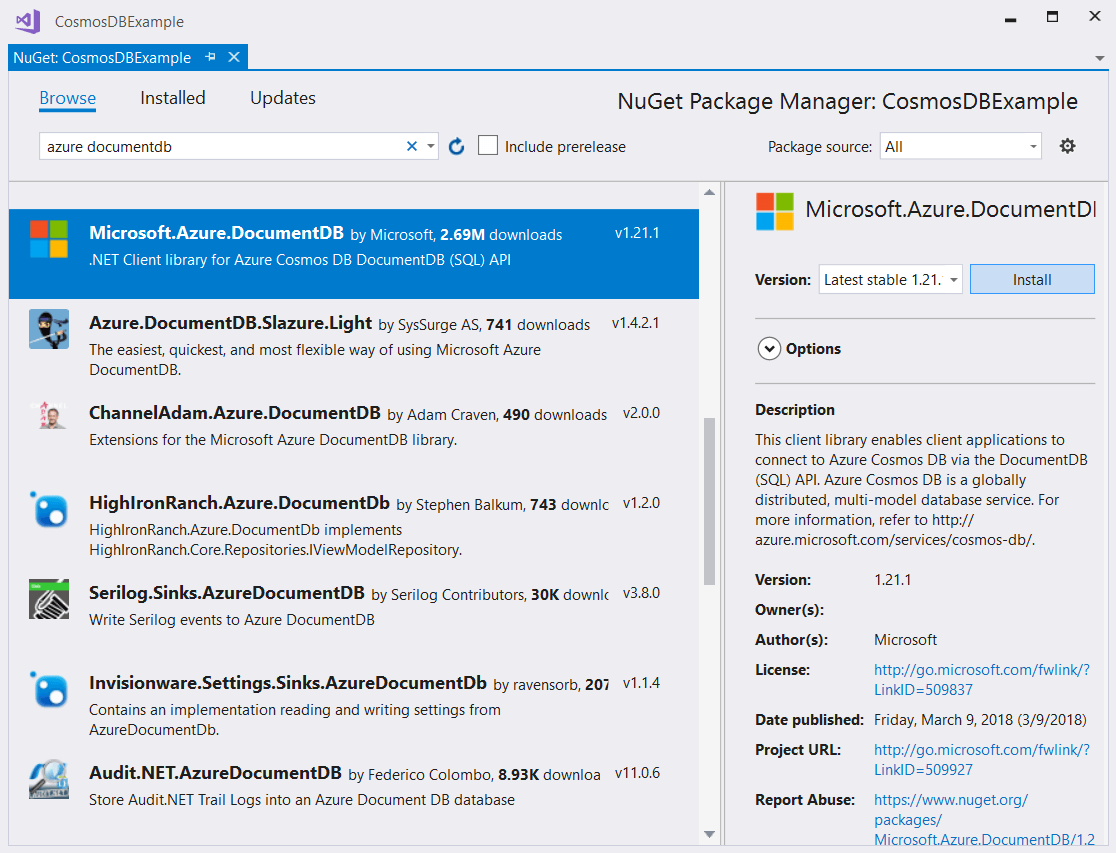 CosmosDBExample
NuGet: CosmosDBExample
Browse Installed Updates
NuGet Package Manager: CosmosDBExample
azure documentdb
Include prerelease
Package source: All
Microsoft.Azure.DocumentDB by Microsoft, 2.69M downloads v1.21.1
.NET Client library for Azure Cosmos DB DocumentDB (SQL) API
Azure.DocumentDB.Slazure.Light by SysSurge AS, 741 downloads v1.4.2.1
The easiest, quickest, and most flexible way of using Microsoft Azure
DocumentDB.
ChannelAdam.Azure.DocumentDB by Adam Craven, 490 downloads v2.0.0
Extensions for the Microsoft Azure DocumentDB library.
HighIronRanch.Azure.DocumentDb by Stephen Balkum, 743 downlc v1.2.0
HighIronRanch.Azure.DocumentDb implements
HighIronRanch.Core.Repositories.IViewModelRepository.
Serilog.Sinks.AzureDocumentDB by Serilog Contributors, 30K downlc v3.8.0
Write Serilog events to Azure DocumentDB
Invisionware.Settings.Sinks.AzureDocumentDb by ravensorb, 207 v1.1.4
Contains an implementation reading and writing settings from
AzureDocumentDb.
Audit.NET.AzureDocumentDB by Federico Colombo, 8.93K downloa v11.0.6
Store Audit.NET Trail Logs into an Azure Document DB database
Microsoft.Azure.DocumentD
Version: Latest stable 1.21. Install
Options
Description
This client library enables client applications to
connect to Azure Cosmos DB via the DocumentDB
(SQL) API. Azure Cosmos DB is a globally
distributed, multi-model database service. For
more information, refer to http://
azure.microsoft.com/services/cosmos-db/.
Version: 1.21.1
Owner(s):
Author(s): Microsoft
License: http://go.microsoft.com/fwlink/?
LinkID=509837
Date published: Friday, March 9, 2018 (3/9/2018)
Project URL: http://go.microsoft.com/fwlink/?
LinkID=509927
Report Abuse: https://www.nuget.org/
packages/
Microsoft.Azure.DocumentDB/1.2